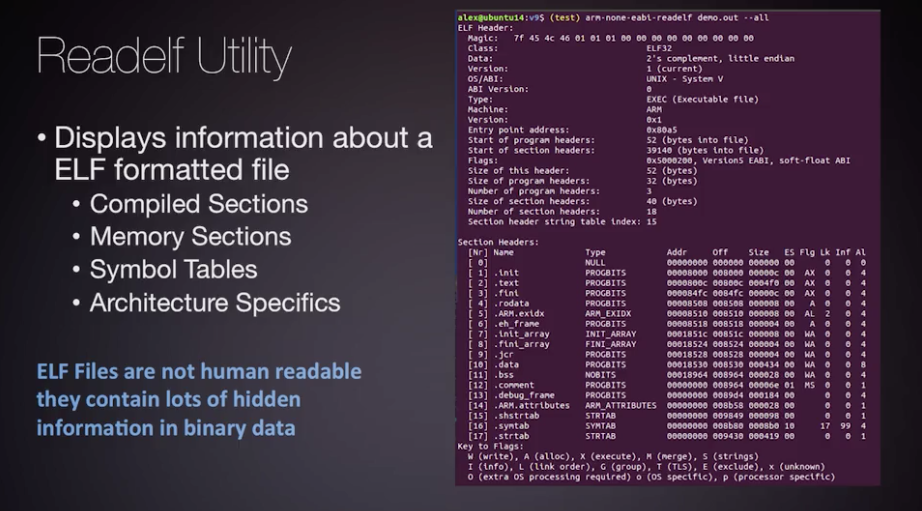 Readelf Utility
• Displays information about a
ELF formatted file
• Compiled Sections
• Memory Sections
• Symbol Tables
• Architecture Specifics
ELF Files are not human readable
they contain lots of hidden
information in binary data
alex@ubuntu14:v9$ (test) arm-none-eabi-readelf demo.out --all
ELF Header:
Magic: 7f 45 4c 46 01 01 01 00 00 00 00 00 00 00 00 00
Class: ELF32
Data: 2's complement, little endian
Version: 1 (current)
OS/ABI: UNIX - System V
ABI Version: 0
Type: EXEC (Executable file)
Machine: ARM
Version: 0x1
Entry point address: 0x80a5
Start of program headers: 52 (bytes into file)
Start of section headers: 39140 (bytes into file)
Flags: 0x5000200, Version5 EABI, soft-float ABI
Size of this header: 52 (bytes)
Size of program headers: 32 (bytes)
Number of program headers: 3
Size of section headers: 40 (bytes)
Number of section headers: 18
Section header string table index: 15
Section Headers:
[Nr] Name Type Addr Off Size ES Flg Lk Inf Al
[ 0] NULL 00000000 000000 000000 00 0 0 0
[ 1] .init PROGBITS 00008000 008000 00000c 00 AX 0 0 4
[ 2] .text PROGBITS 0000800c 00800c 0004f0 00 AX 0 0 4
[ 3] .fini PROGBITS 000084fc 0084fc 00000c 00 AX 0 0 4
[ 4] .rodata PROGBITS 00008508 008508 000008 00 A 0 0 4
[ 5] .ARM.exidx ARM_EXIDX 00008510 008510 000008 00 AL 2 0 4
[ 6] .eh_frame PROGBITS 00008518 008518 000004 00 A 0 0 4
[ 7] .init_array INIT_ARRAY 0001851c 00851c 000008 00 WA 0 0 4
[ 8] .fini_array FINI_ARRAY 00018524 008524 000004 00 WA 0 0 4
[ 9] .jcr PROGBITS 00018528 008528 000004 00 WA 0 0 4
[10] .data PROGBITS 00018530 008530 000434 00 WA 0 0 8
[11] .bss NOBITS 00018964 008964 000028 00 WA 0 0 4
[12] .comment PROGBITS 00000000 008964 00006e 01 MS 0 0 1
[13] .debug_frame PROGBITS 00000000 0089d4 000184 00 0 0 4
[14] .ARM.attributes ARM_ATTRIBUTES 00000000 008b58 000028 00 0 0 1
[15] .shstrtab STRTAB 00000000 009849 000098 00 0 0 1
[16] .symtab SYMTAB 00000000 008b80 0008b0 10 17 99 4
[17] .strtab STRTAB 00000000 009430 000419 00 0 0 1
Key to Flags:
W (write), A (alloc), X (execute), M (merge), S (strings)
I (info), L (link order), G (group), T (TLS), E (exclude), x (unknown)
O (extra OS processing required) o (OS specific), p (processor specific)